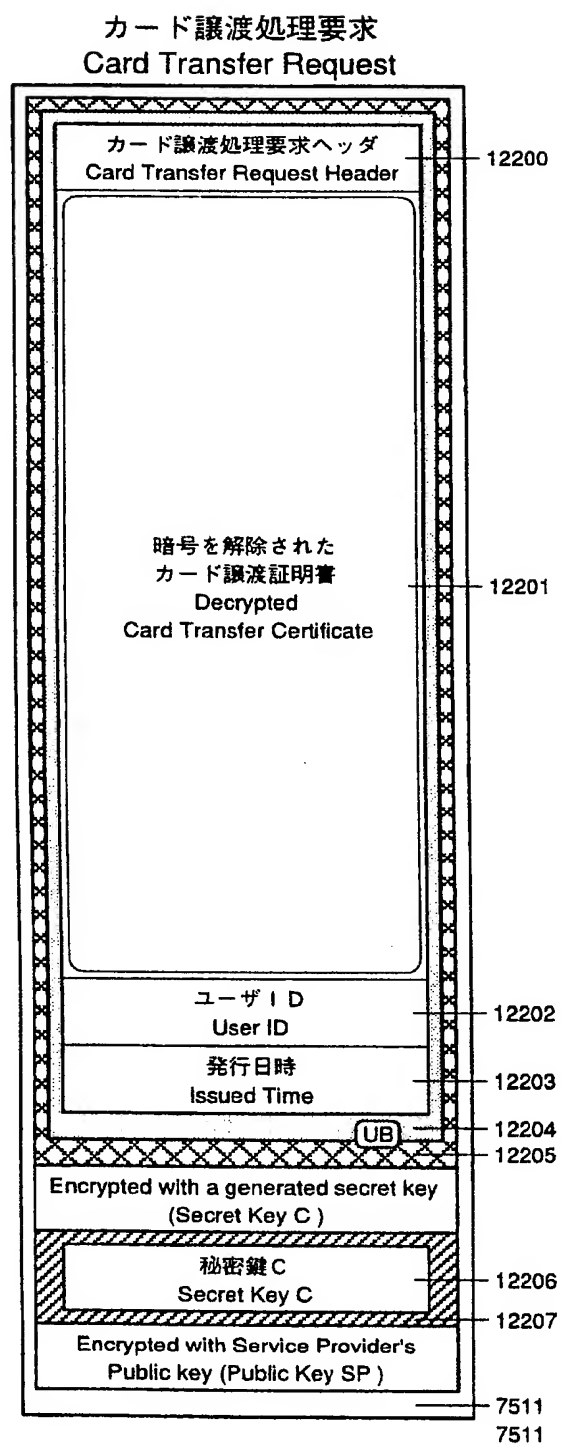 カード譲渡処理要求
Card Transfer Request
カード譲渡処理要求ヘッダ
Card Transfer Request Header
12200
暗号を解除された
カード譲渡証明書
Decrypted
Card Transfer Certificate
12201
ユーザID
User ID
12202
発行日時
Issued Time
12203
UB
12204
12205
Encrypted with a generated secret key
(Secret Key C )
秘密鍵C
Secret Key C
12206
12207
Encrypted with Service Provider's
Public key (Public Key SP )
7511
7511